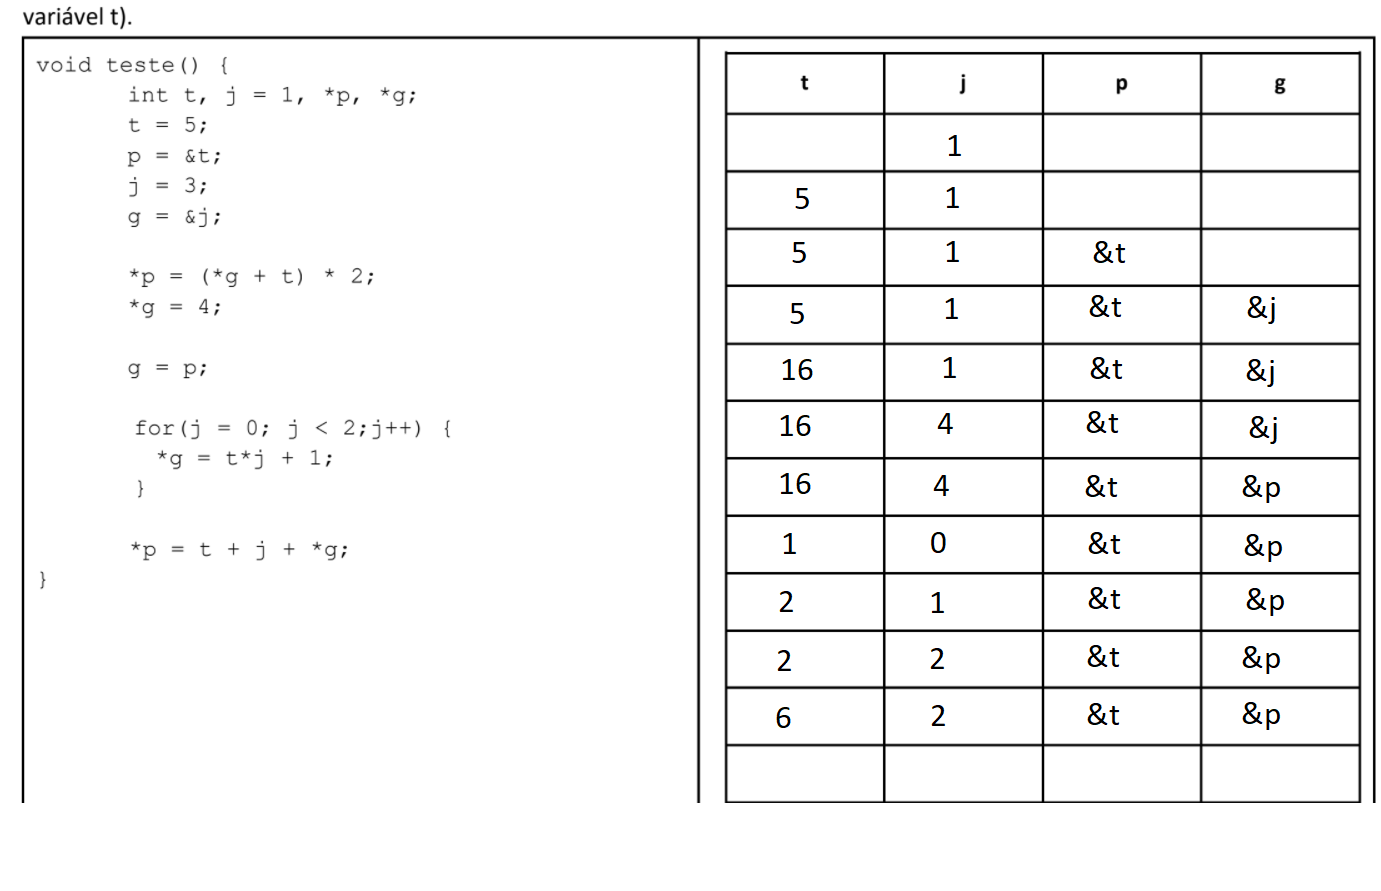 variável t).
void teste() {
int t, j = 1, *p, *g;
t = 5;
p = &t;
j = 3;
g = &j;
*p = (*g + t) * 2;
*g = 4;
g = p;
for(j = 0; j < 2;j++) {
*g = t*j + 1;
}
*p = t + j + *g;
}
t j p g
1
5 1
5 1 &t
5 1 &t &j
16 1 &t &j
16 4 &t &j
16 4 &t &p
1 0 &t &p
2 1 &t &p
2 2 &t &p
6 2 &t &p